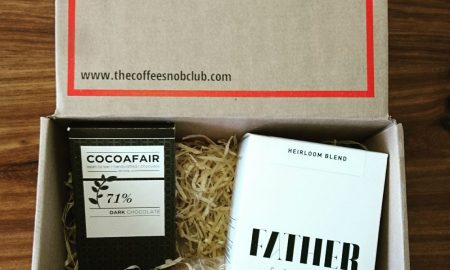 www.thecoffeesnobclub.com
COCOAFAIR
71%
DARK CHOCOLATE
HEIRLOOM BLEND
FATHER